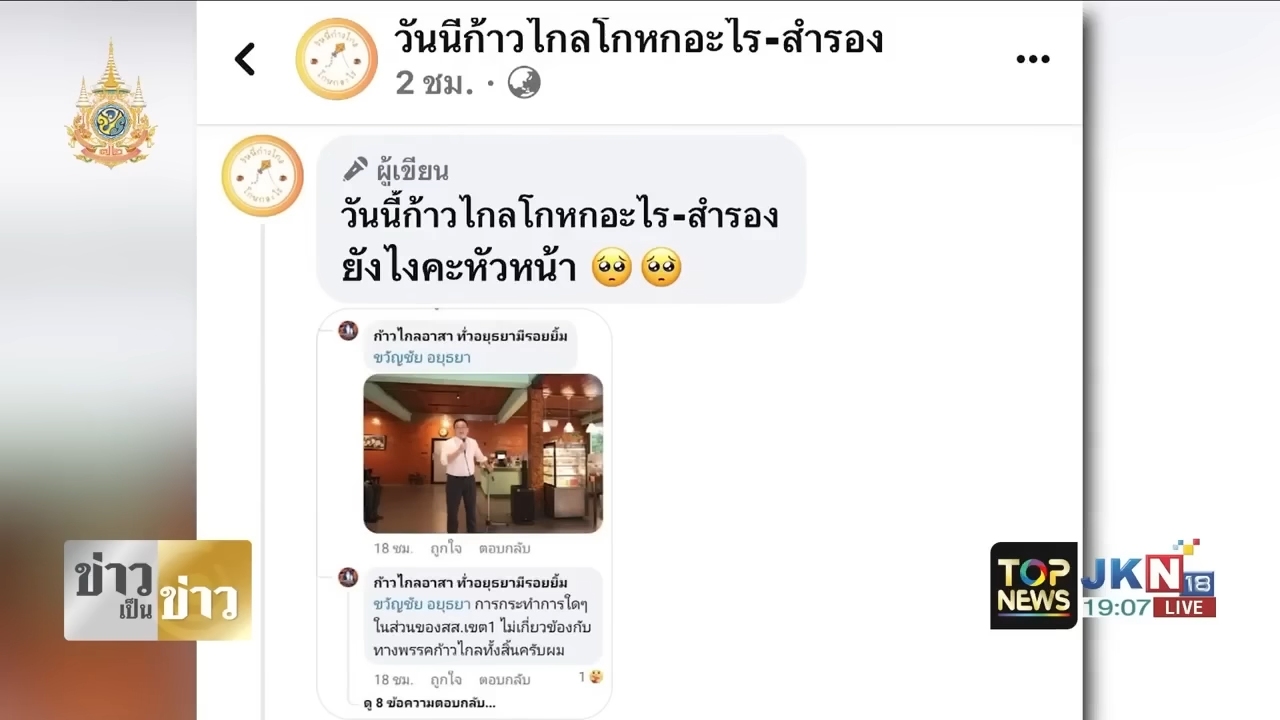 วันนี้ก้าวไกลโกหกอะไร-สำรอง
2 ชม. ·
ผู้เขียน
วันนี้ก้าวไกลโกหกอะไร-สำรอง
ยังไงคะหัวหน้า 🥺🥺
ก้าวไกลอาสา ทั่วอยุธยามีรอยยิ้ม
ขวัญชัย อยุธยา
18 ชม. ถูกใจ ตอบกลับ
ก้าวไกลอาสา ทั่วอยุธยามีรอยยิ้ม
ขวัญชัย อยุธยา การกระทำการใดๆ
ในส่วนของสส.เขต1 ไม่เกี่ยวข้องกับ
ทางพรรคก้าวไกลทั้งสิ้นครับผม
18 ชม. ถูกใจ ตอบกลับ 1
ดู 8 ข้อความตอบกลับ...
ข่าว
เป็น
ข่าว
TOP
NEWS
JKN 18
19:07 LIVE